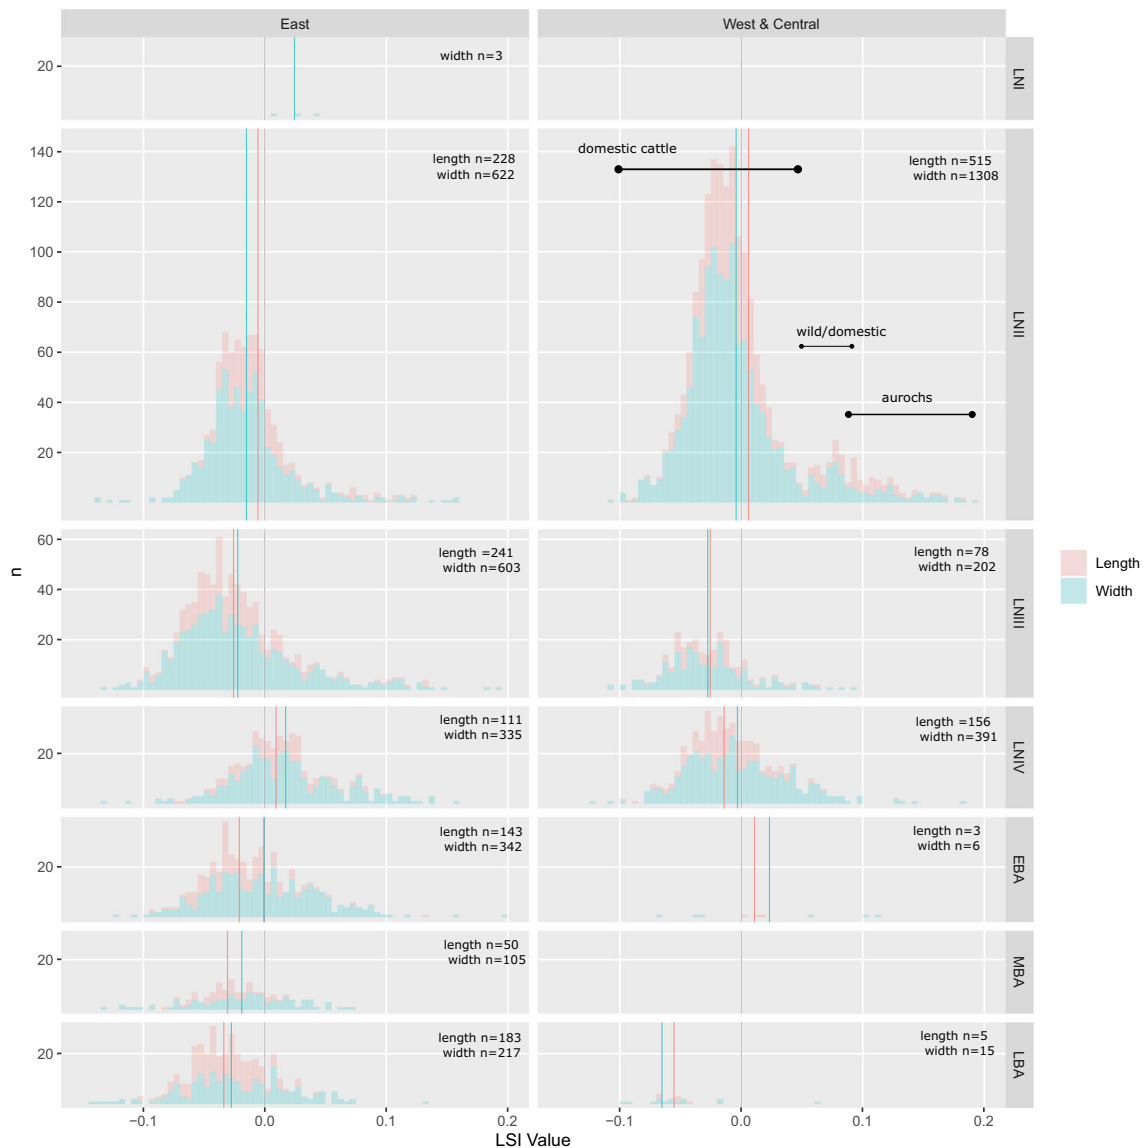 East
West & Central
20
width n=3
LNI
140
120
100
80
60
40
20
length n=228
width n=622
domestic cattle
length n=515
width n=1308
wild/domestic
aurochs
LNII
60
40
20
length =241
width n=603
length n=78
width n=202
LNIII
20
length n=111
width n=335
length =156
width n=391
LNIV
20
length n=143
width n=342
length n=3
width n=6
EBA
20
length n=50
width n=105
MBA
20
length n=183
width n=217
length n=5
width n=15
LBA
−0.1
0.0
0.1
0.2
−0.1
0.0
0.1
0.2
LSI Value
n
Length
Width